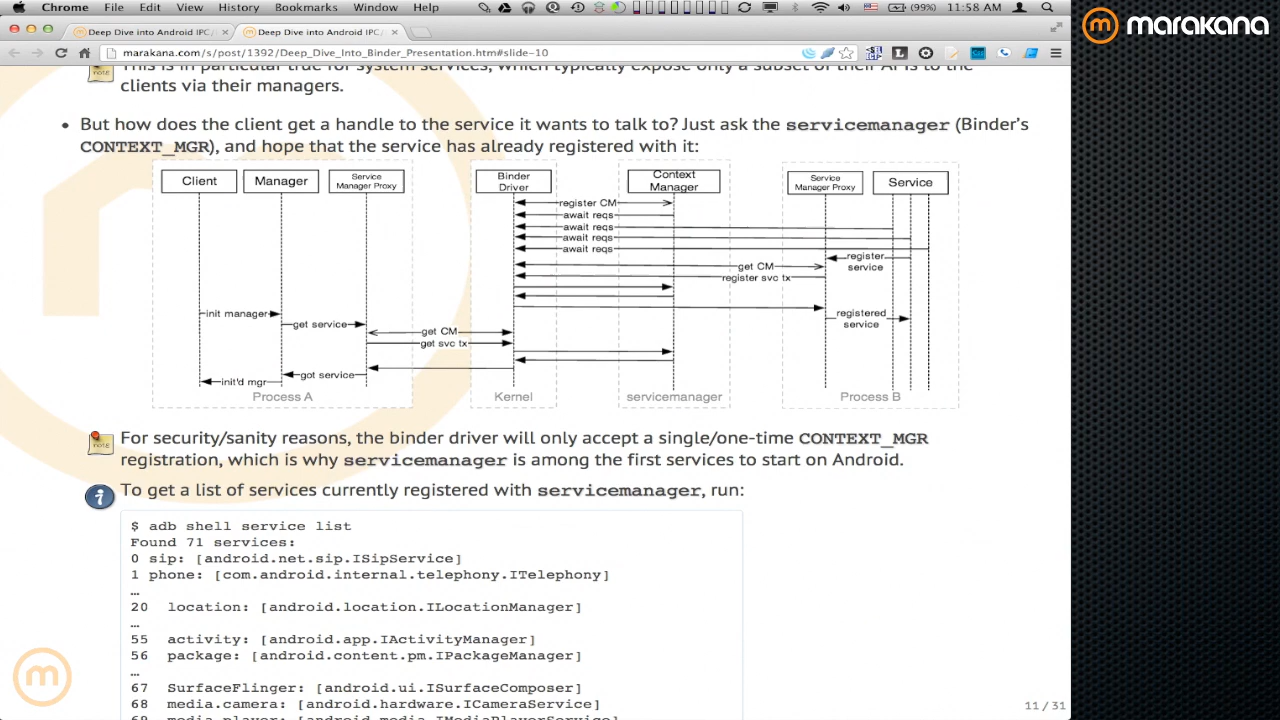 Chrome File Edit View History Bookmarks Window Help (99%) 11:58 AM
marakana
Deep Dive into Android IPC/ Deep Dive into Android IPC/
marakana.com/s/post/1392/Deep_Dive_Into_Binder_Presentation.htm#slide-10
clients via their managers.
• But how does the client get a handle to the service it wants to talk to? Just ask the servicemanager (Binder's
CONTEXT_MGR), and hope that the service has already registered with it:
Client
Manager
Service
Manager Proxy
Binder
Driver
Context
Manager
Service
Manager Proxy
Service
register CM
await reqs
await reqs
await reqs
await reqs
register
service
get CM
register svc tx
init manager
registered
service
get service
get CM
get svc tx
got service
init'd mgr
Process A
Kernel
servicemanager
Process B
note
For security/sanity reasons, the binder driver will only accept a single/one-time CONTEXT_MGR
registration, which is why servicemanager is among the first services to start on Android.
i
To get a list of services currently registered with servicemanager, run:
$ adb shell service list
Found 71 services:
0 sip: [android.net.sip.ISipService]
1 phone: [com.android.internal.telephony.ITelephony]
…
20 location: [android.location.ILocationManager]
…
55 activity: [android.app.IActivityManager]
56 package: [android.content.pm.IPackageManager]
…
67 SurfaceFlinger: [android.ui.ISurfaceComposer]
68 media.camera: [android.hardware.ICameraService]
11 / 31